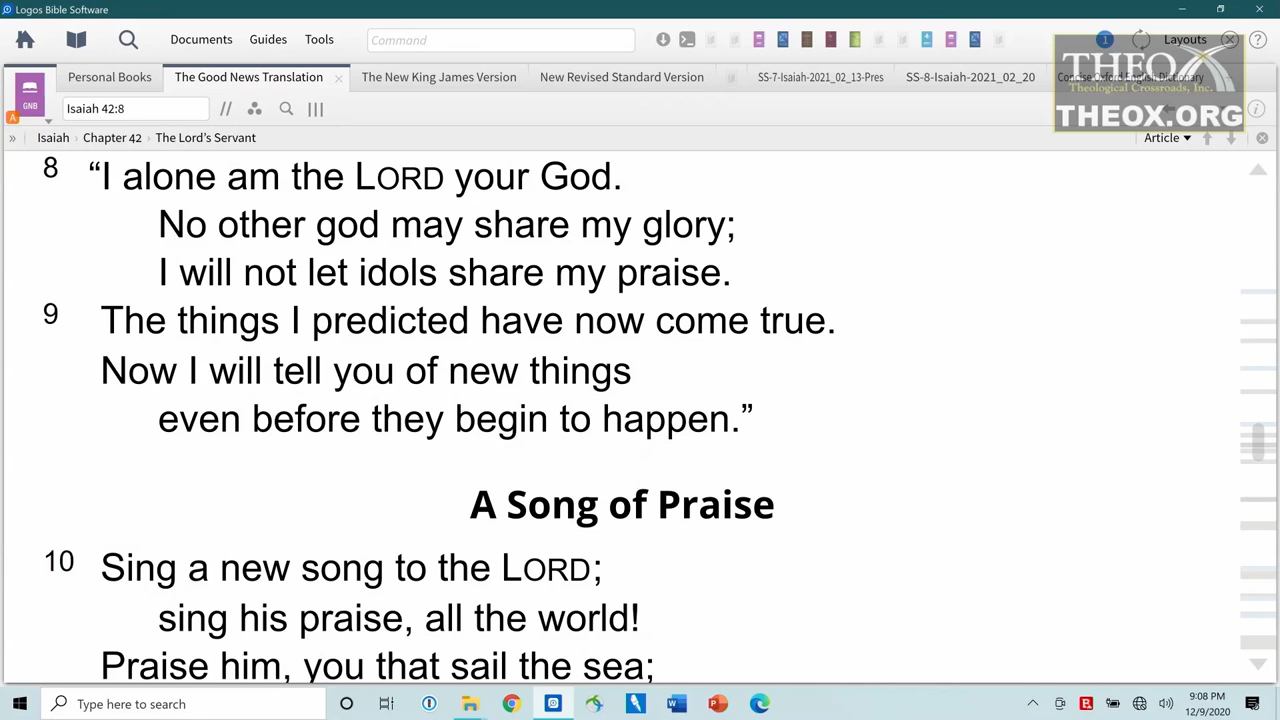 Logos Bible Software
Documents Guides Tools Command 1 Layouts
THEOX
Theological Crossroads, Inc.
THEOX.ORG
GNB
A
Personal Books The Good News Translation The New King James Version New Revised Standard Version SS-7-Isaiah-2021_02_13-Pres SS-8-Isaiah-2021_02_20 Concise Oxford English Dictionary
Isaiah 42:8
» Isaiah › Chapter 42 › The Lord's Servant Article
8 “I alone am the LORD your God.
No other god may share my glory;
I will not let idols share my praise.
9 The things I predicted have now come true.
Now I will tell you of new things
even before they begin to happen.”
A Song of Praise
10 Sing a new song to the LORD;
sing his praise, all the world!
Praise him, you that sail the sea;
Type here to search
9:08 PM
12/9/2020